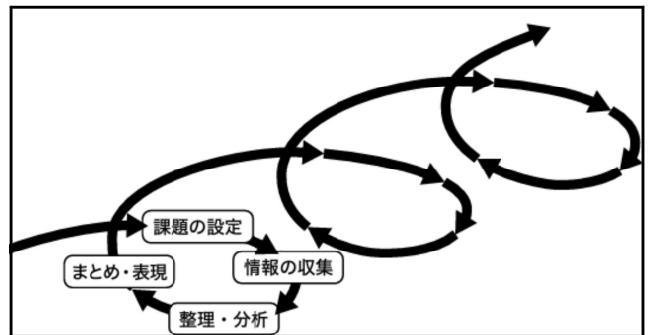 課題の設定
情報の収集
整理・分析
まとめ・表現